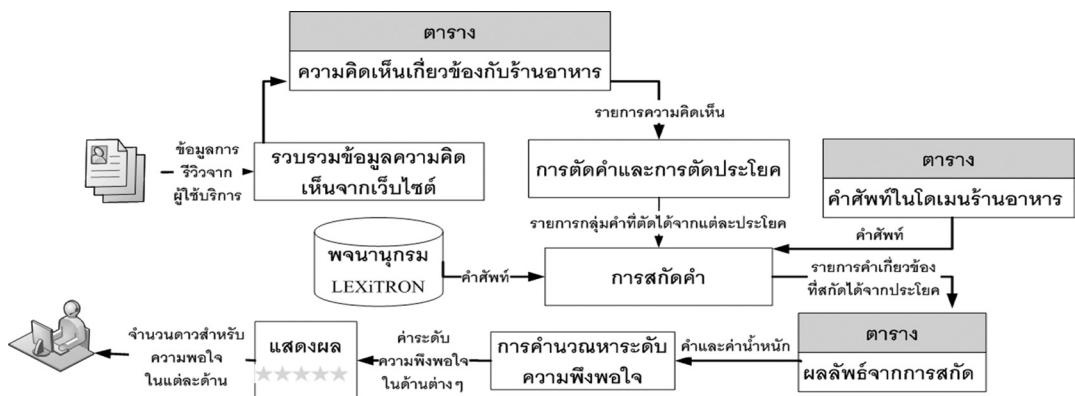 ตาราง
ความคิดเห็นเกี่ยวข้องกับร้านอาหาร
รายการความคิดเห็น
ข้อมูลการ
รีวิวจาก
ผู้ใช้บริการ
รวบรวมข้อมูลความคิด
เห็นจากเว็บไซต์
การตัดคำและการตัดประโยค
ตาราง
คำศัพท์ในโดเมนร้านอาหาร
รายการกลุ่มคำที่ตัดได้จากแต่ละประโยค
คำศัพท์
พจนานุกรม
LEXiTRON
คำศัพท์
การสกัดคำ
รายการคำเกี่ยวข้อง
ที่สกัดได้จากประโยค
ตาราง
ผลลัพธ์จากการสกัด
คำและค่าน้ำหนัก
การคำนวณหาระดับ
ความพึงพอใจ
ค่าระดับ
ความพึงพอใจ
ในด้านต่างๆ
แสดงผล
จำนวนดาวสำหรับ
ความพอใจ
ในแต่ละด้าน